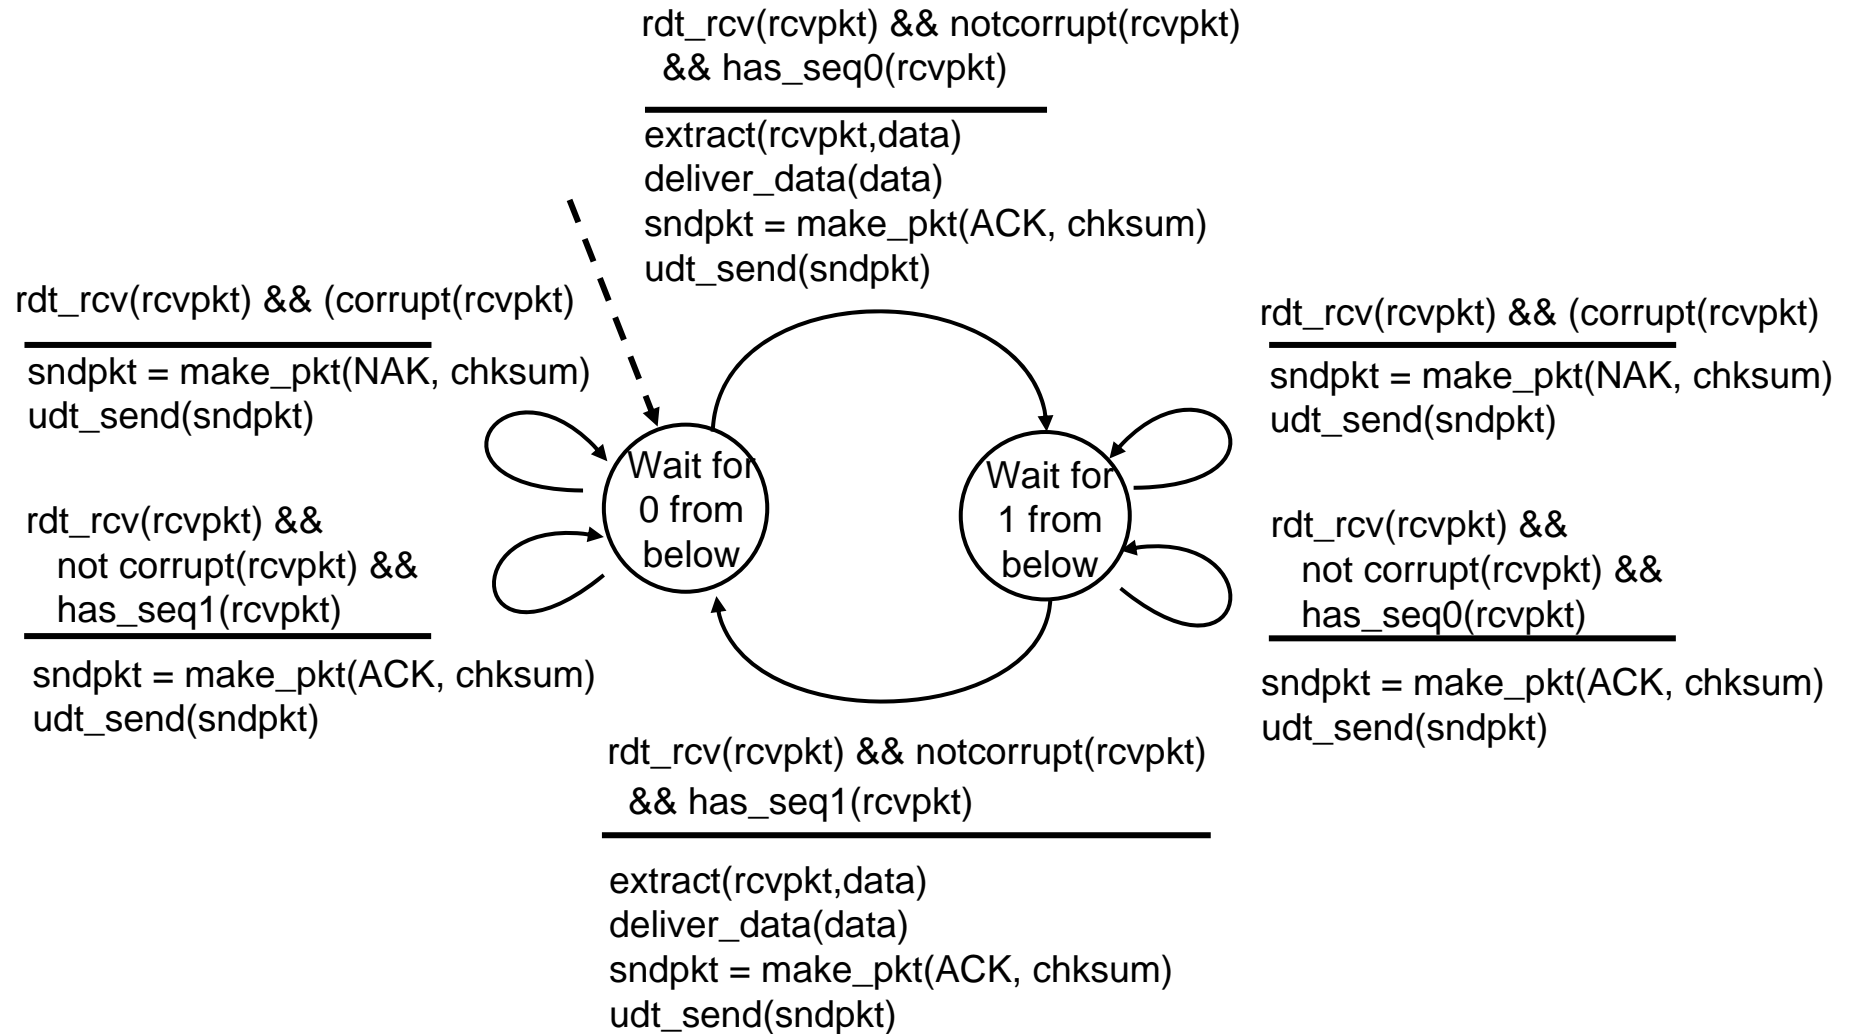 rdt_rcv(rcvpkt) && notcorrupt(rcvpkt)
&& has_seq0(rcvpkt)
extract(rcvpkt,data)
deliver_data(data)
sndpkt = make_pkt(ACK, chksum)
udt_send(sndpkt)
rdt_rcv(rcvpkt) && (corrupt(rcvpkt)
sndpkt = make_pkt(NAK, chksum)
udt_send(sndpkt)
rdt_rcv(rcvpkt) &&
not corrupt(rcvpkt) &&
has_seq1(rcvpkt)
sndpkt = make_pkt(ACK, chksum)
udt_send(sndpkt)
Wait for
0 from
below
Wait for
1 from
below
rdt_rcv(rcvpkt) && (corrupt(rcvpkt)
sndpkt = make_pkt(NAK, chksum)
udt_send(sndpkt)
rdt_rcv(rcvpkt) &&
not corrupt(rcvpkt) &&
has_seq0(rcvpkt)
sndpkt = make_pkt(ACK, chksum)
udt_send(sndpkt)
rdt_rcv(rcvpkt) && notcorrupt(rcvpkt)
&& has_seq1(rcvpkt)
extract(rcvpkt,data)
deliver_data(data)
sndpkt = make_pkt(ACK, chksum)
udt_send(sndpkt)